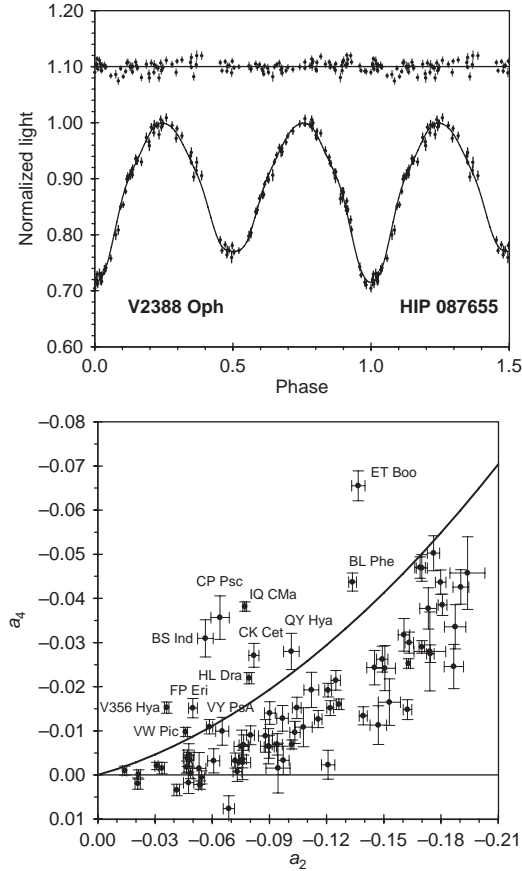 1.20
1.10
1.00
0.90
0.80
0.70
0.60
Normalized light
V2388 Oph
HIP 087655
0.0 0.5 1.0 1.5
Phase
–0.08
–0.07
–0.06
–0.05
–0.04
–0.03
–0.02
–0.01
0.00
0.01
a4
ET Boo
BL Phe
CP Psc
IQ CMa
BS Ind
CK Cet
QY Hya
HL Dra
FP Eri
V356 Hya
VY PsA
VW Pic
0.00 –0.03 –0.06 –0.09 –0.12 –0.15 –0.18 –0.21
a2